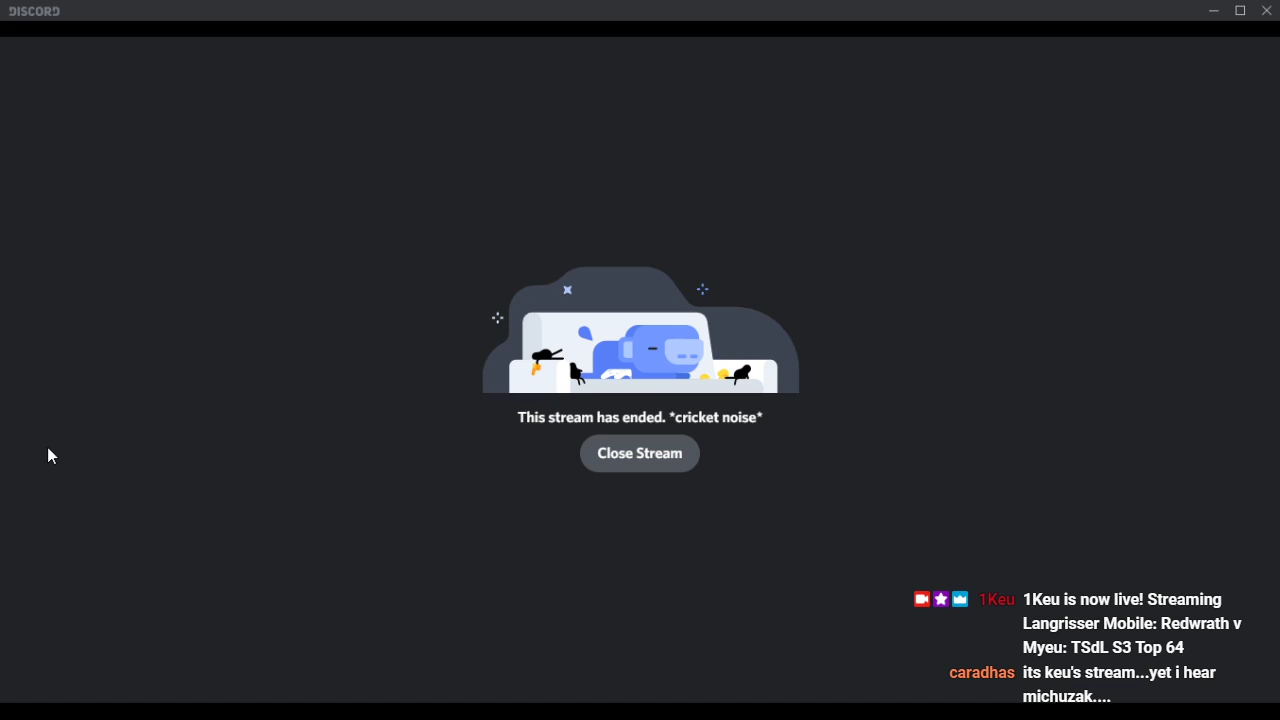 DISCORD
This stream has ended. *cricket noise*
Close Stream
1Keu 1Keu is now live! Streaming
Langrisser Mobile: Redwrath v
Myeu: TSdL S3 Top 64
caradhas its keu's stream...yet i hear
michuzak....